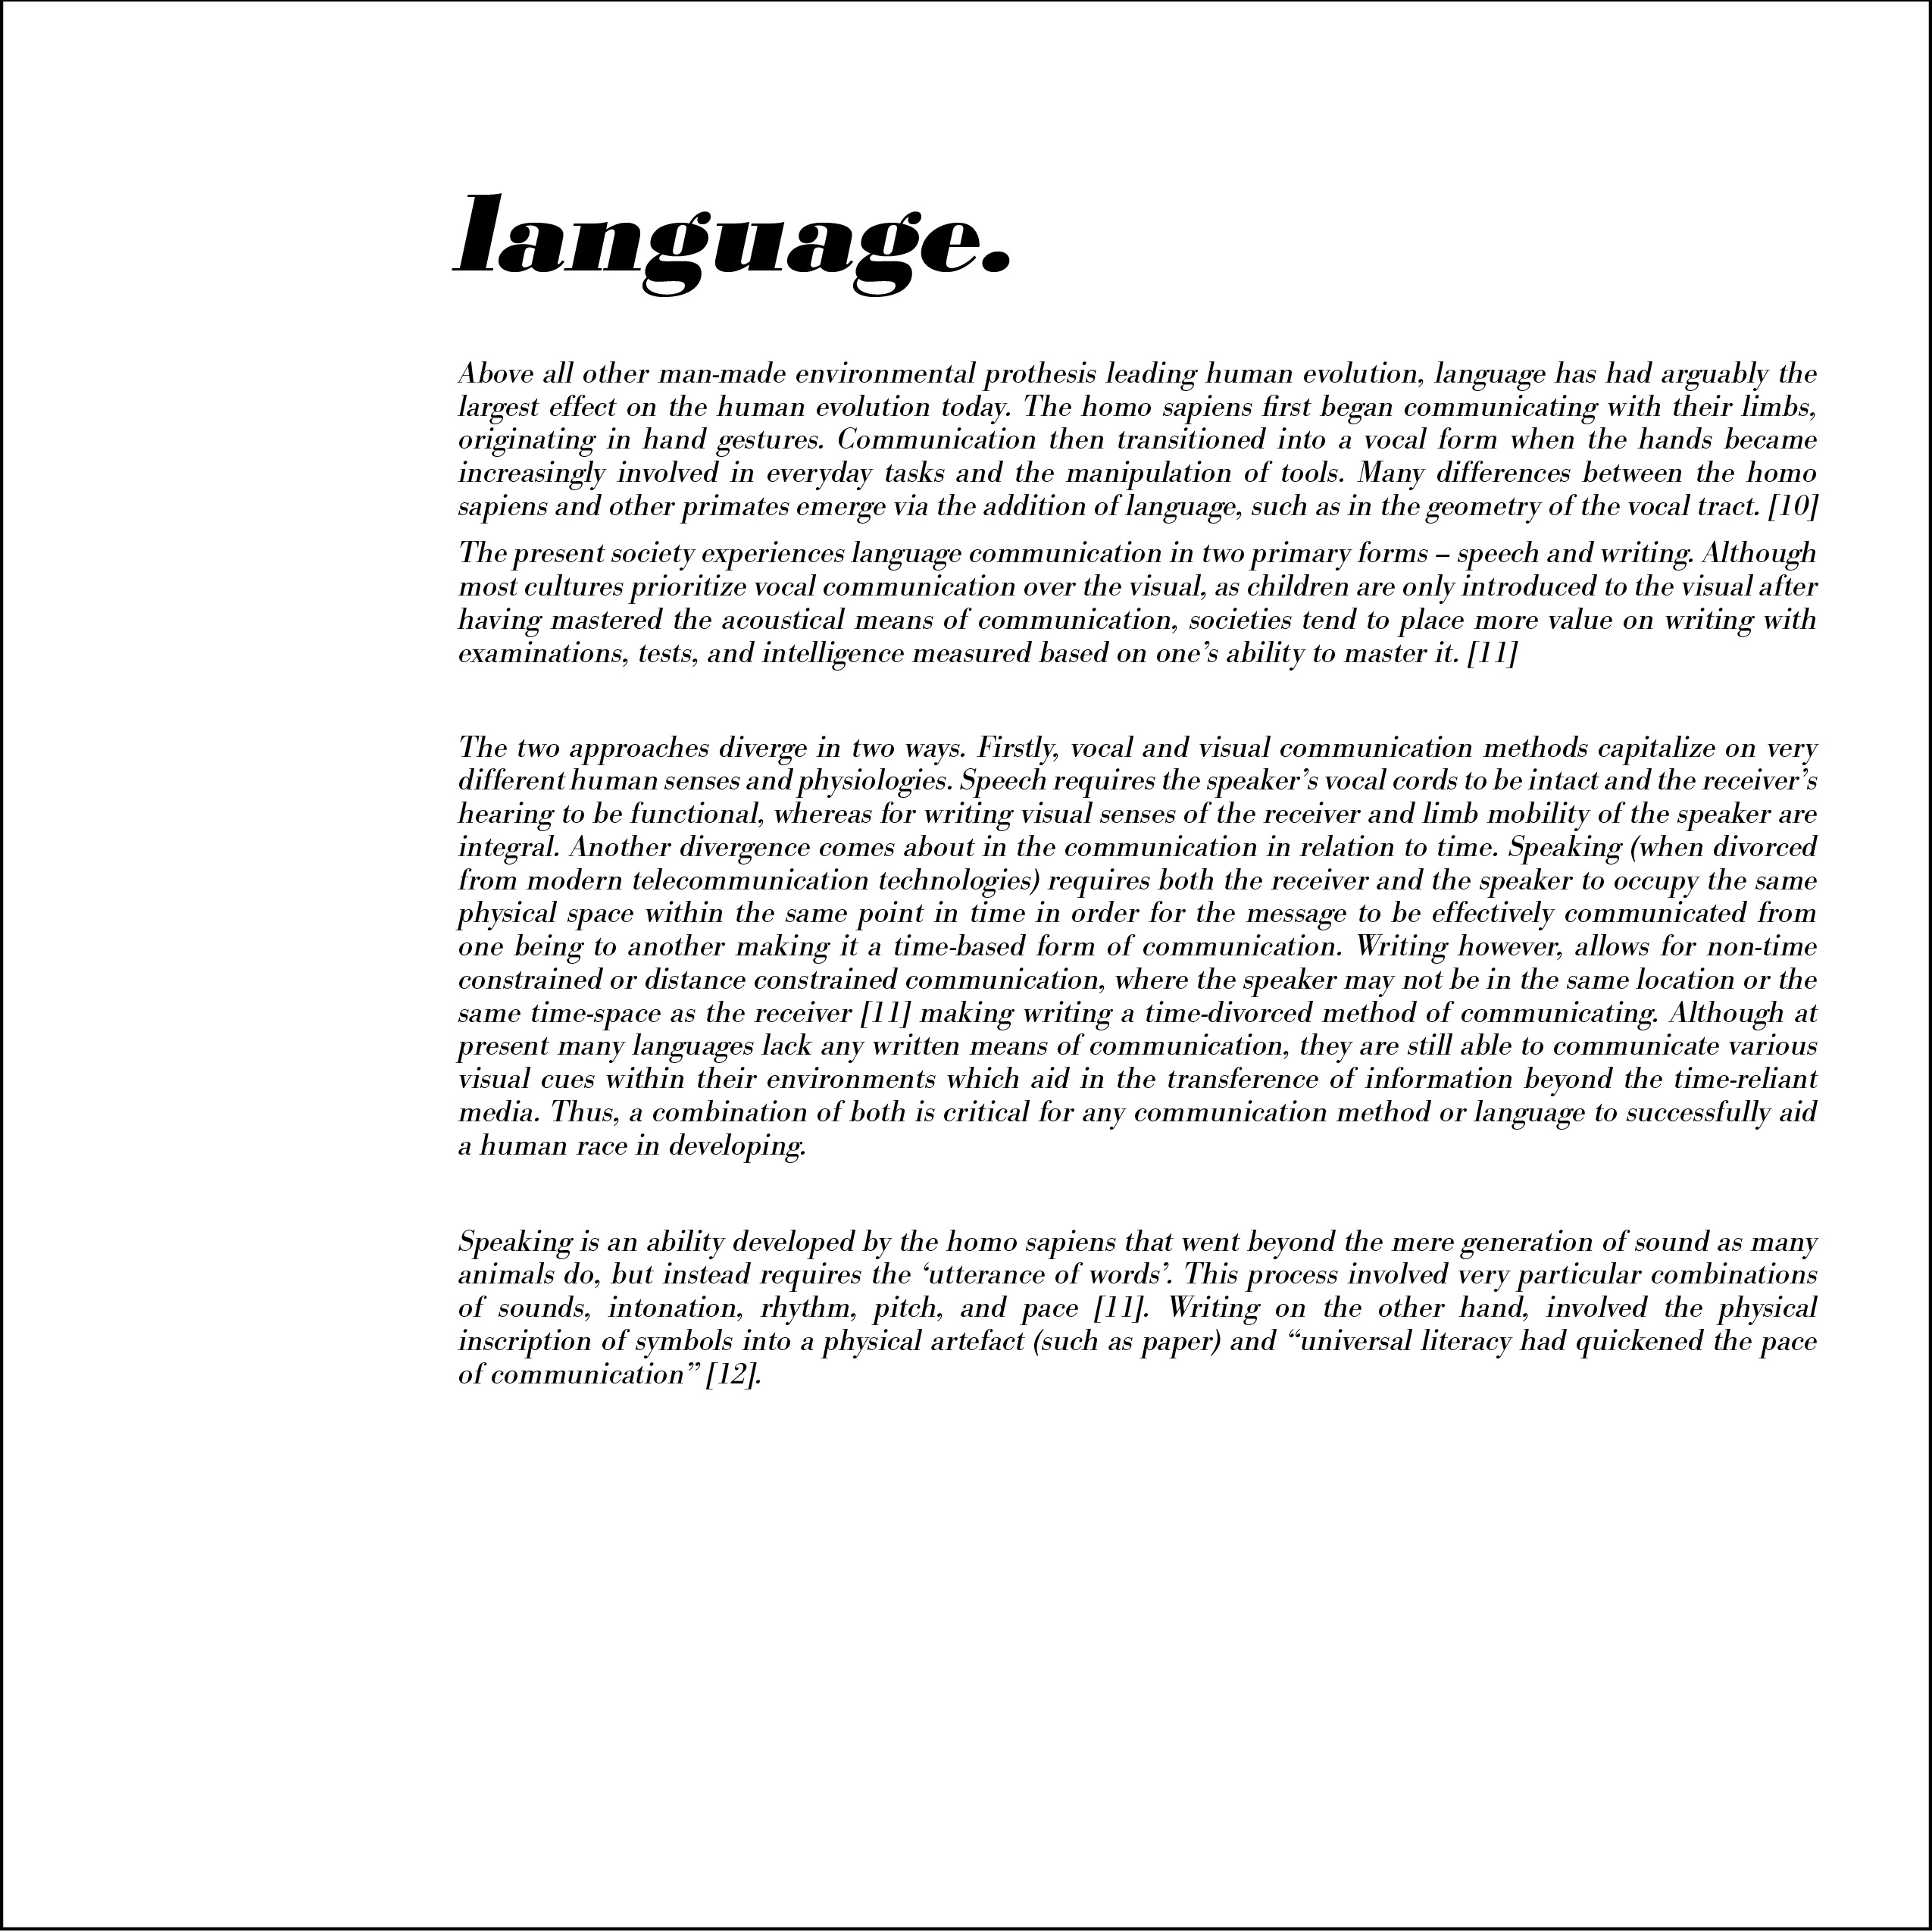 language.
Above all other man-made environmental prothesis leading human evolution, language has had arguably the
largest effect on the human evolution today. The homo sapiens first began communicating with their limbs,
originating in hand gestures. Communication then transitioned into a vocal form when the hands became
increasingly involved in everyday tasks and the manipulation of tools. Many differences between the homo
sapiens and other primates emerge via the addition of language, such as in the geometry of the vocal tract. [10]
The present society experiences language communication in two primary forms – speech and writing. Although
most cultures prioritize vocal communication over the visual, as children are only introduced to the visual after
having mastered the acoustical means of communication, societies tend to place more value on writing with
examinations, tests, and intelligence measured based on one’s ability to master it. [11]
The two approaches diverge in two ways. Firstly, vocal and visual communication methods capitalize on very
different human senses and physiologies. Speech requires the speaker’s vocal cords to be intact and the receiver’s
hearing to be functional, whereas for writing visual senses of the receiver and limb mobility of the speaker are
integral. Another divergence comes about in the communication in relation to time. Speaking (when divorced
from modern telecommunication technologies) requires both the receiver and the speaker to occupy the same
physical space within the same point in time in order for the message to be effectively communicated from
one being to another making it a time-based form of communication. Writing however, allows for non-time
constrained or distance constrained communication, where the speaker may not be in the same location or the
same time-space as the receiver [11] making writing a time-divorced method of communicating. Although at
present many languages lack any written means of communication, they are still able to communicate various
visual cues within their environments which aid in the transference of information beyond the time-reliant
media. Thus, a combination of both is critical for any communication method or language to successfully aid
a human race in developing.
Speaking is an ability developed by the homo sapiens that went beyond the mere generation of sound as many
animals do, but instead requires the ‘utterance of words’. This process involved very particular combinations
of sounds, intonation, rhythm, pitch, and pace [11]. Writing on the other hand, involved the physical
inscription of symbols into a physical artefact (such as paper) and “universal literacy had quickened the pace
of communication” [12].